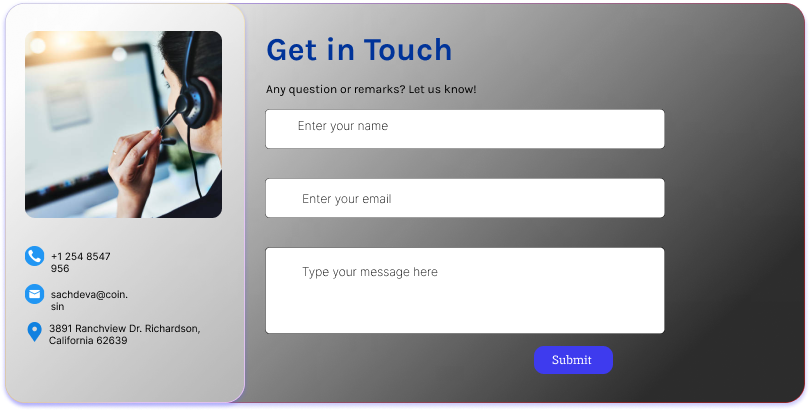 Get in Touch
Any question or remarks? Let us know!
Enter your name
Enter your email
Type your message here
Submit
+1 254 8547
956
sachdeva@coin.
sin
3891 Ranchview Dr. Richardson,
California 62639